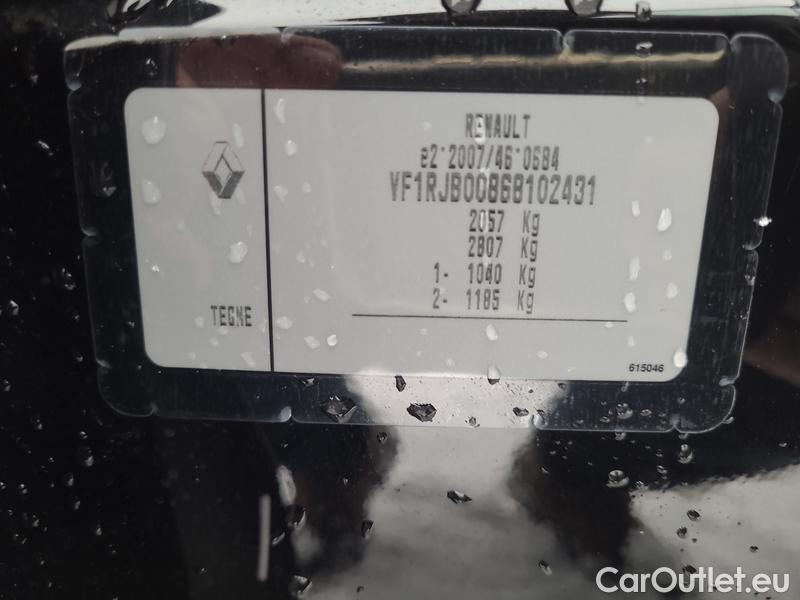 RENAULT
e2*2007/46*0684
VF1RJB00868102431
2057 Kg
2807 Kg
1- 1040 Kg
2- 1185 Kg
TEGNE
615046
CarOutlet.eu